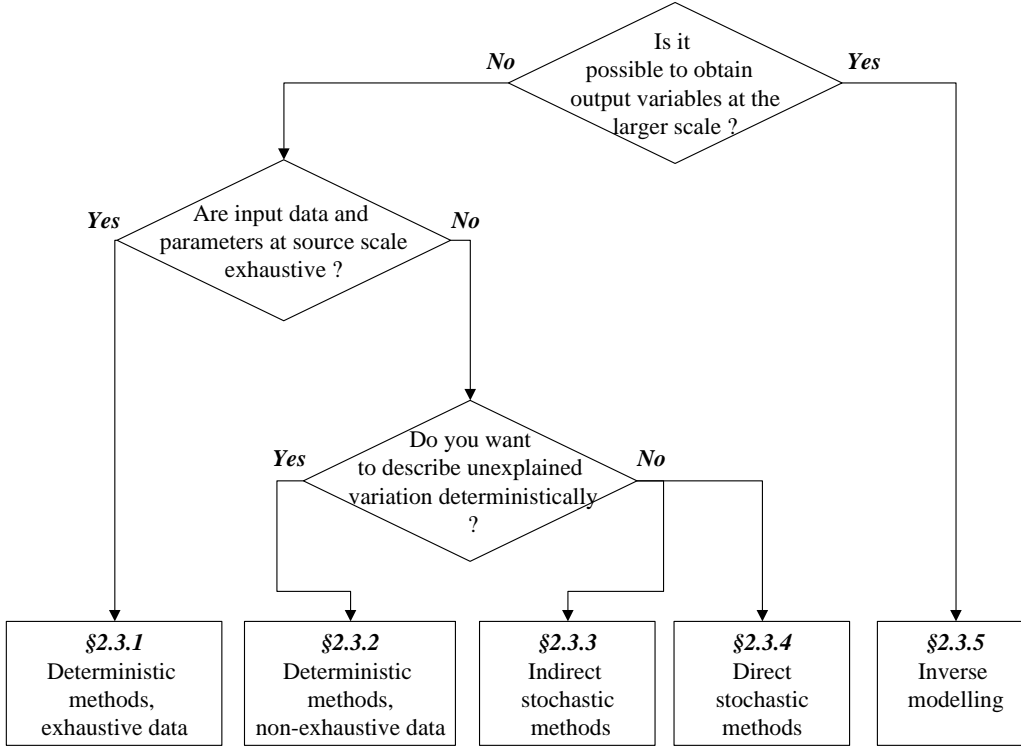 Is it
possible to obtain
output variables at the
larger scale ?
No
Yes
Are input data and
parameters at source scale
exhaustive ?
Yes
No
Do you want
to describe unexplained
variation deterministically
?
Yes
No
§2.3.1
Deterministic
methods,
exhaustive data
§2.3.2
Deterministic
methods,
non-exhaustive data
§2.3.3
Indirect
stochastic
methods
§2.3.4
Direct
stochastic
methods
§2.3.5
Inverse
modelling